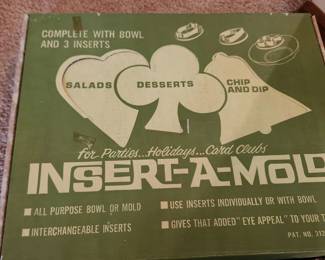 COMPLETE WITH BOWL
AND 3 INSERTS
SALADS
DESSERTS
CHIP
AND DIP
For Parties...Holidays...Card Clubs
INSERT-A-MOLD
■ ALL PURPOSE BOWL OR MOLD
■ INTERCHANGEABLE INSERTS
■ USE INSERTS INDIVIDUALLY OR WITH BOWL
■ GIVES THAT ADDED "EYE APPEAL" TO YOUR
PAT. NO.